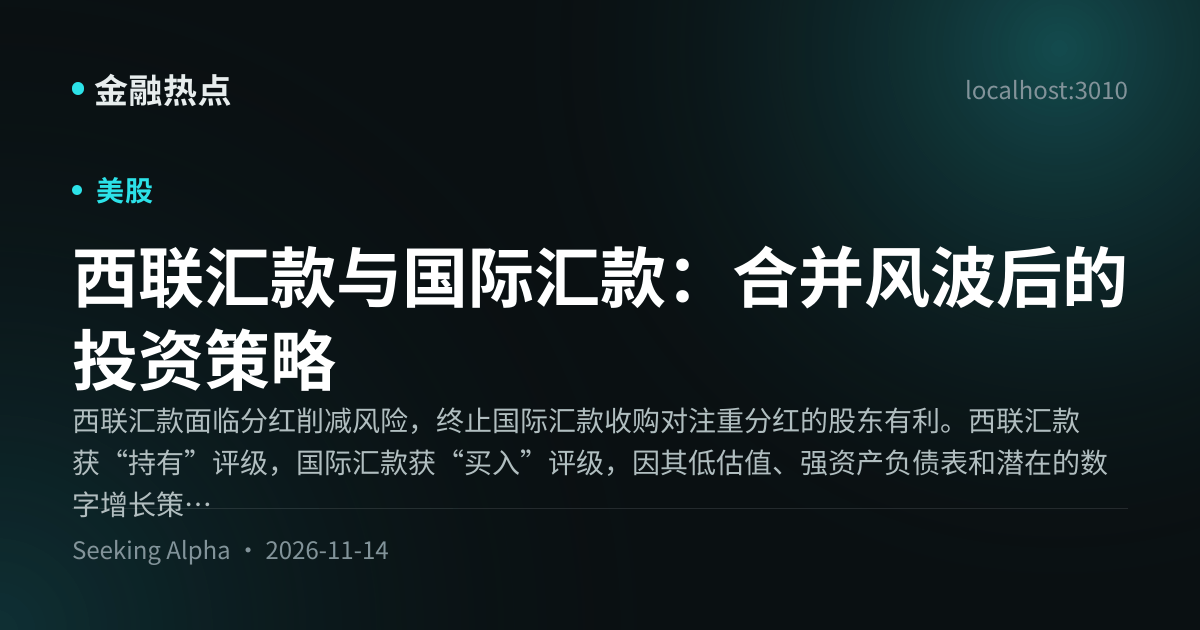 金融热点
localhost:3010
美股
西联汇款与国际汇款：合并风波后的
投资策略
西联汇款面临分红削减风险，终止国际汇款收购对注重分红的股东有利。西联汇款
获“持有”评级，国际汇款获“买入”评级，因其低估值、强资产负债表和潜在的数
字增长策…
Seeking Alpha • 2026-11-14